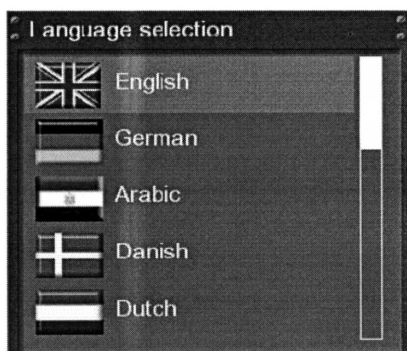 Language selection
English
German
Arabic
Danish
Dutch